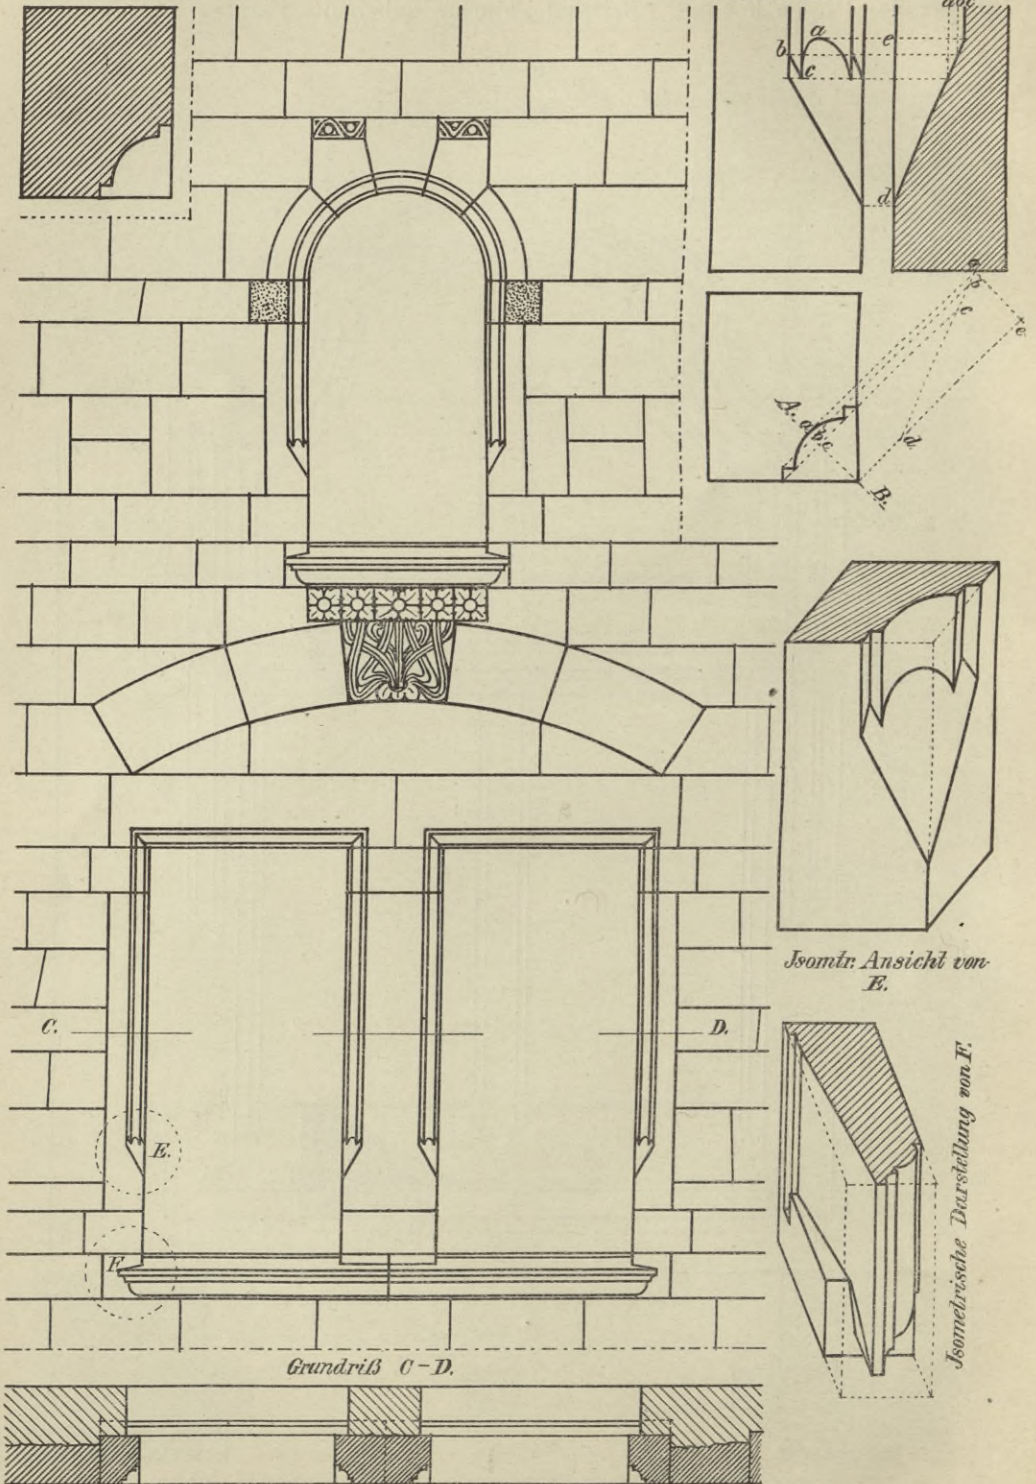 a b c
a
b
e
c
d
a
b
c
e
A.
a b c
d
B.
Jsomtr. Ansicht von
E.
C.
D.
E.
F.
Jsometrische Darstellung von F.
Grundriß C–D.